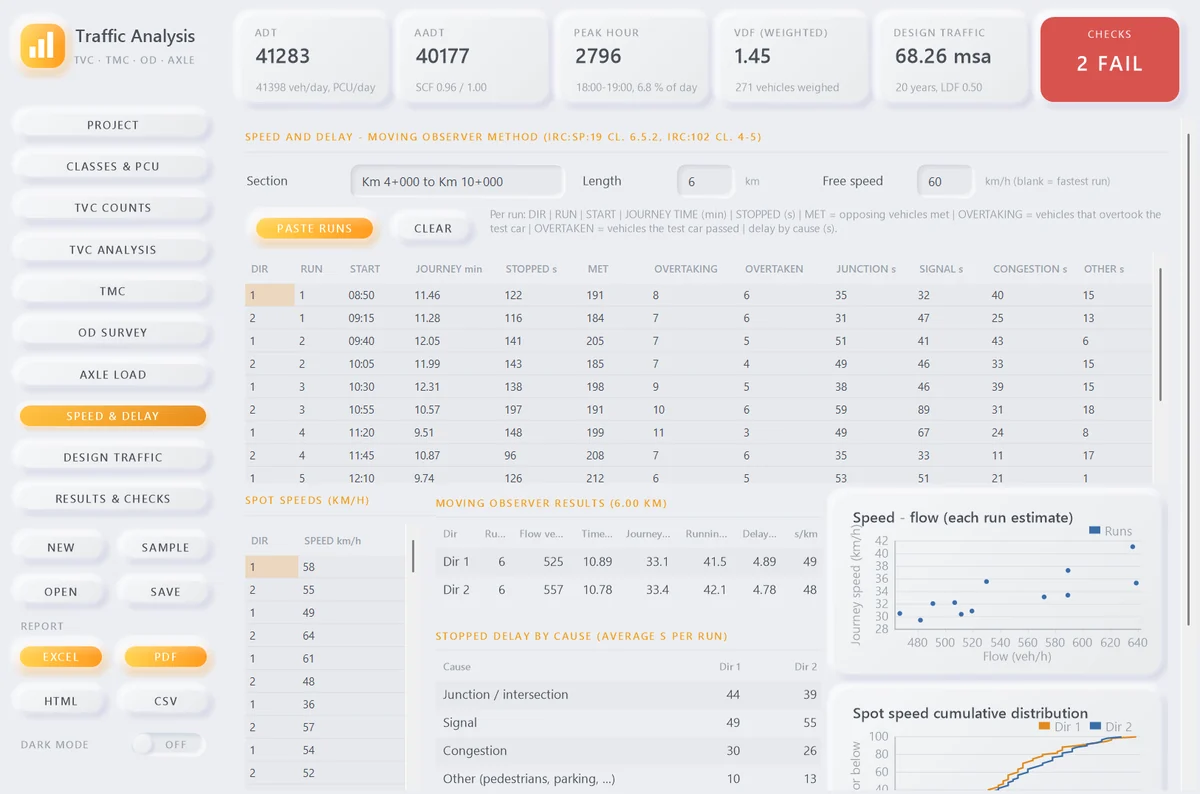 Traffic Analysis
TVC · TMC · OD · AXLE
PROJECT
CLASSES & PCU
TVC COUNTS
TVC ANALYSIS
TMC
OD SURVEY
AXLE LOAD
SPEED & DELAY
DESIGN TRAFFIC
RESULTS & CHECKS
NEW SAMPLE
OPEN SAVE
REPORT
EXCEL PDF
HTML CSV
DARK MODE OFF
ADT
41283
41398 veh/day, PCU/day
AADT
40177
SCF 0.96 / 1.00
PEAK HOUR
2796
18:00-19:00, 6.8 % of day
VDF (WEIGHTED)
1.45
271 vehicles weighed
DESIGN TRAFFIC
68.26 msa
20 years, LDF 0.50
CHECKS
2 FAIL
SPEED AND DELAY - MOVING OBSERVER METHOD (IRC:SP:19 CL. 6.5.2, IRC:102 CL. 4-5)
Section Km 4+000 to Km 10+000 Length 6 km Free speed 60 km/h (blank = fastest run)
PASTE RUNS CLEAR
Per run: DIR | RUN | START | JOURNEY TIME (min) | STOPPED (s) | MET = opposing vehicles met | OVERTAKING = vehicles that overtook the
test car | OVERTAKEN = vehicles the test car passed | delay by cause (s).
DIR RUN START JOURNEY min STOPPED s MET OVERTAKING OVERTAKEN JUNCTION s SIGNAL s CONGESTION s OTHER s
1 1 08:50 11.46 122 191 8 6 35 32 40 15
2 1 09:15 11.28 116 184 7 6 31 47 25 13
1 2 09:40 12.05 141 205 7 5 51 41 43 6
2 2 10:05 11.99 143 185 7 4 49 46 33 15
1 3 10:30 12.31 138 198 9 5 38 46 39 15
2 3 10:55 10.57 197 191 10 6 59 89 31 18
1 4 11:20 9.51 148 199 11 3 49 67 24 8
2 4 11:45 10.87 96 208 7 6 35 33 11 17
1 5 12:10 9.74 126 212 6 5 53 51 21 1
SPOT SPEEDS (KM/H)
DIR SPEED km/h
1 58
2 55
1 49
2 64
1 61
2 48
1 36
2 57
1 54
2 52
MOVING OBSERVER RESULTS (6.00 KM)
Dir Ru... Flow ve... Time... Journey... Runnin... Delay... s/km
Dir 1 6 525 10.89 33.1 41.5 4.89 49
Dir 2 6 557 10.78 33.4 42.1 4.78 48
STOPPED DELAY BY CAUSE (AVERAGE S PER RUN)
Cause Dir 1 Dir 2
Junction / intersection 44 39
Signal 49 55
Congestion 30 26
Other (pedestrians, parking, ...) 10 13
Speed - flow (each run estimate)
Runs
Journey speed (km/h)
42
40
38
36
34
32
30
28
480 500 520 540 560 580 600 620 640
Flow (veh/h)
Spot speed cumulative distribution
Dir 1 Dir 2
or below
100
80
60
40